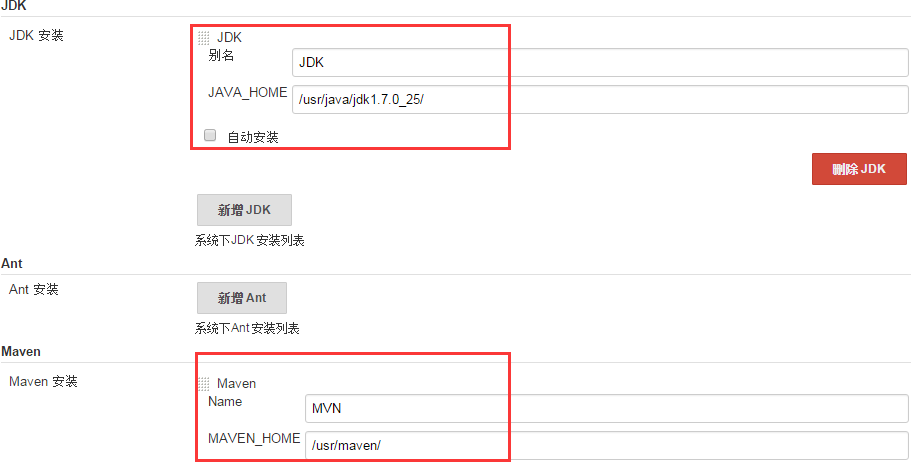 JDK
JDK 安装
JDK
别名
JDK
JAVA_HOME
/usr/java/jdk1.7.0_25/
自动安装
删除 JDK
新增 JDK
系统下JDK 安装列表
Ant
Ant 安装
新增 Ant
系统下Ant 安装列表
Maven
Maven 安装
Maven
Name
MVN
MAVEN_HOME
/usr/maven/